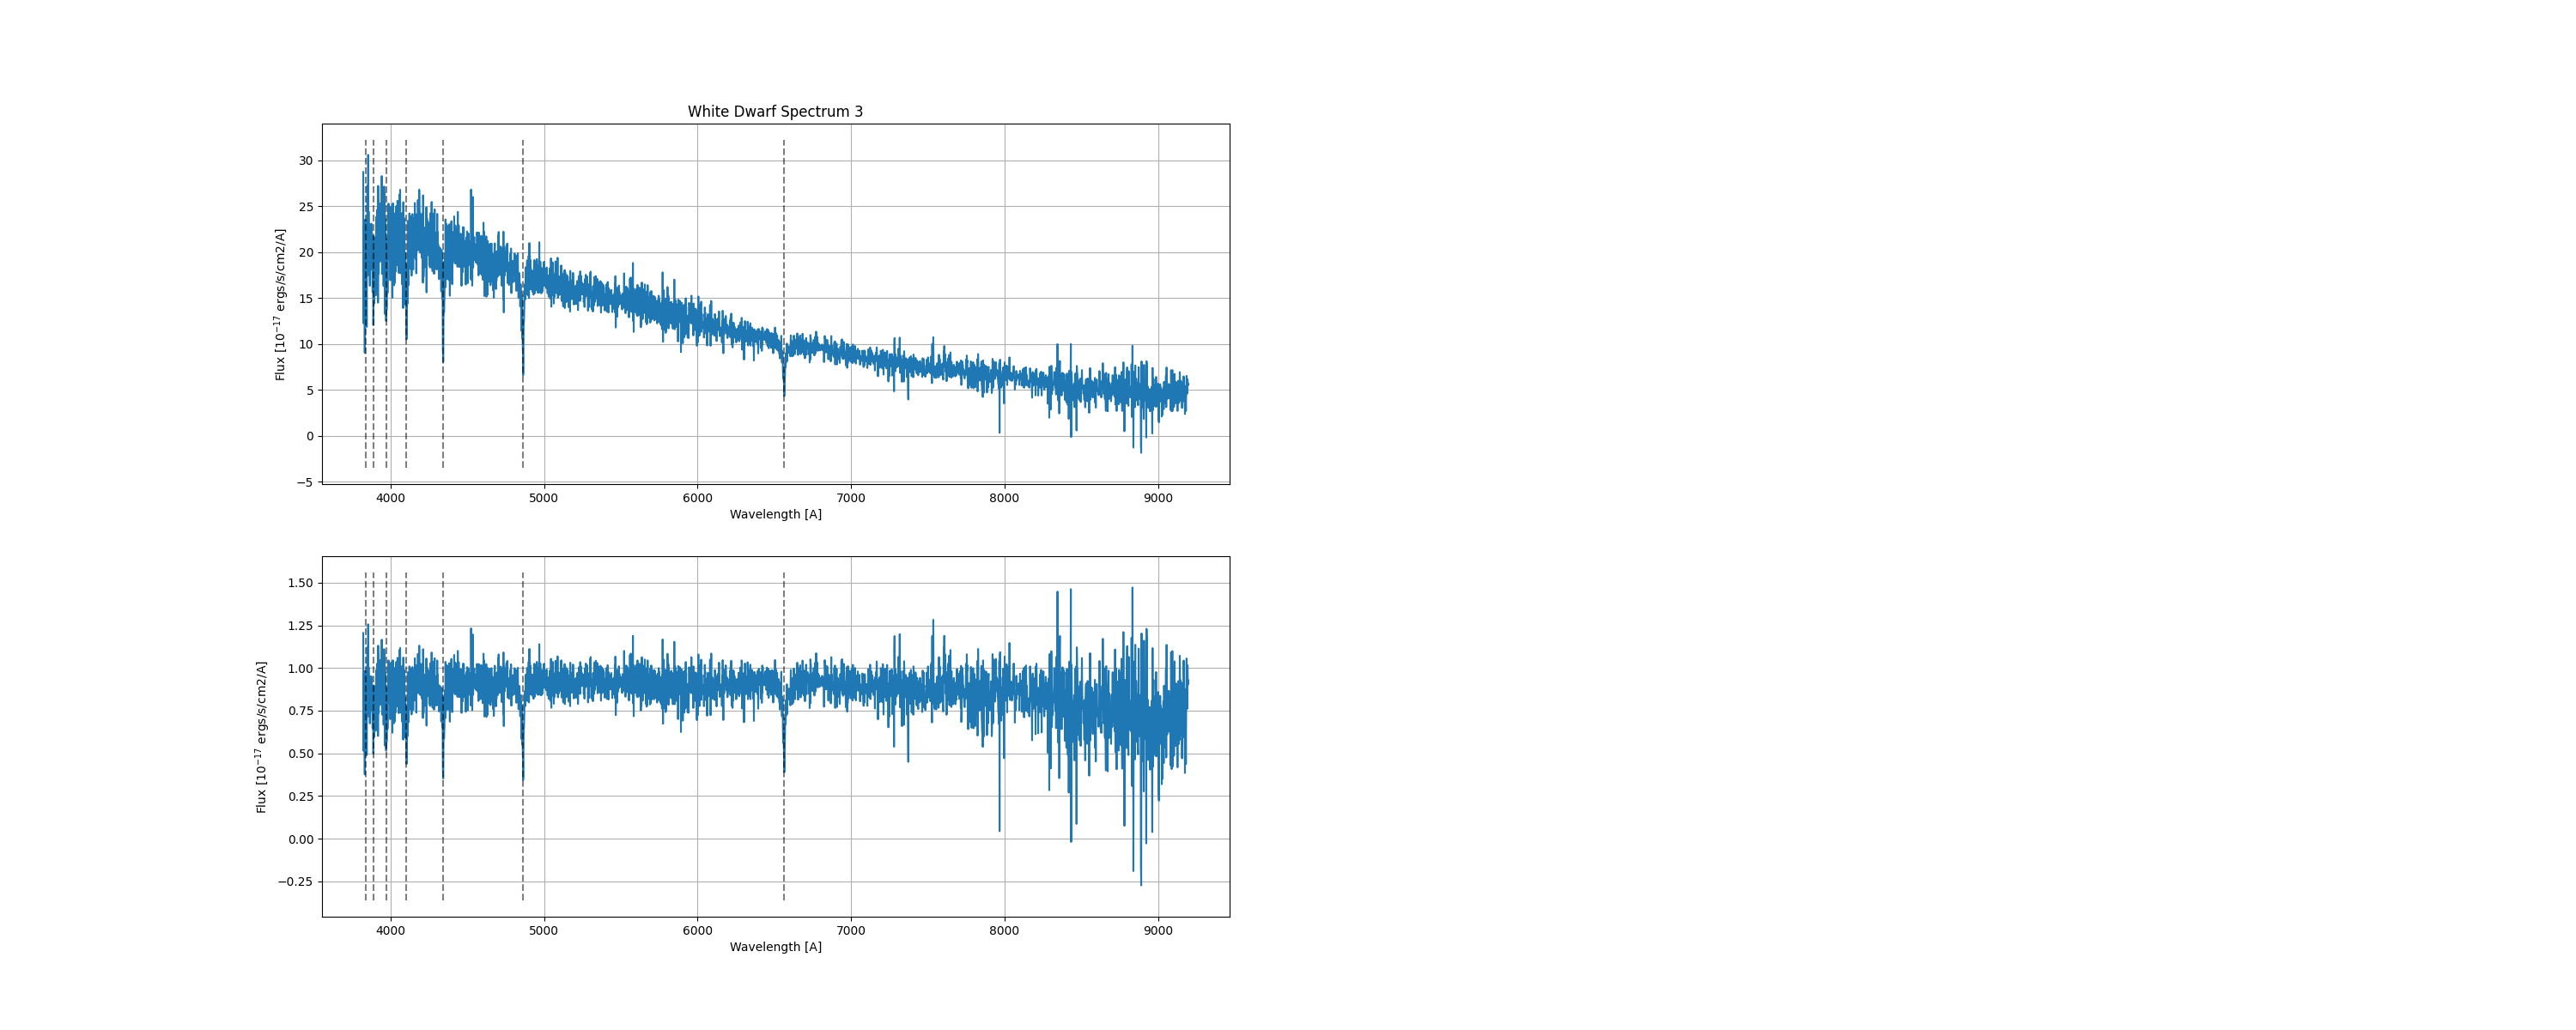 White Dwarf Spectrum 3
30
25
20
15
10
5
0
−5
Flux [10⁻¹⁷ ergs/s/cm2/A]
4000 5000 6000 7000 8000 9000
Wavelength [A]
1.50
1.25
1.00
0.75
0.50
0.25
0.00
−0.25
Flux [10⁻¹⁷ ergs/s/cm2/A]
4000 5000 6000 7000 8000 9000
Wavelength [A]